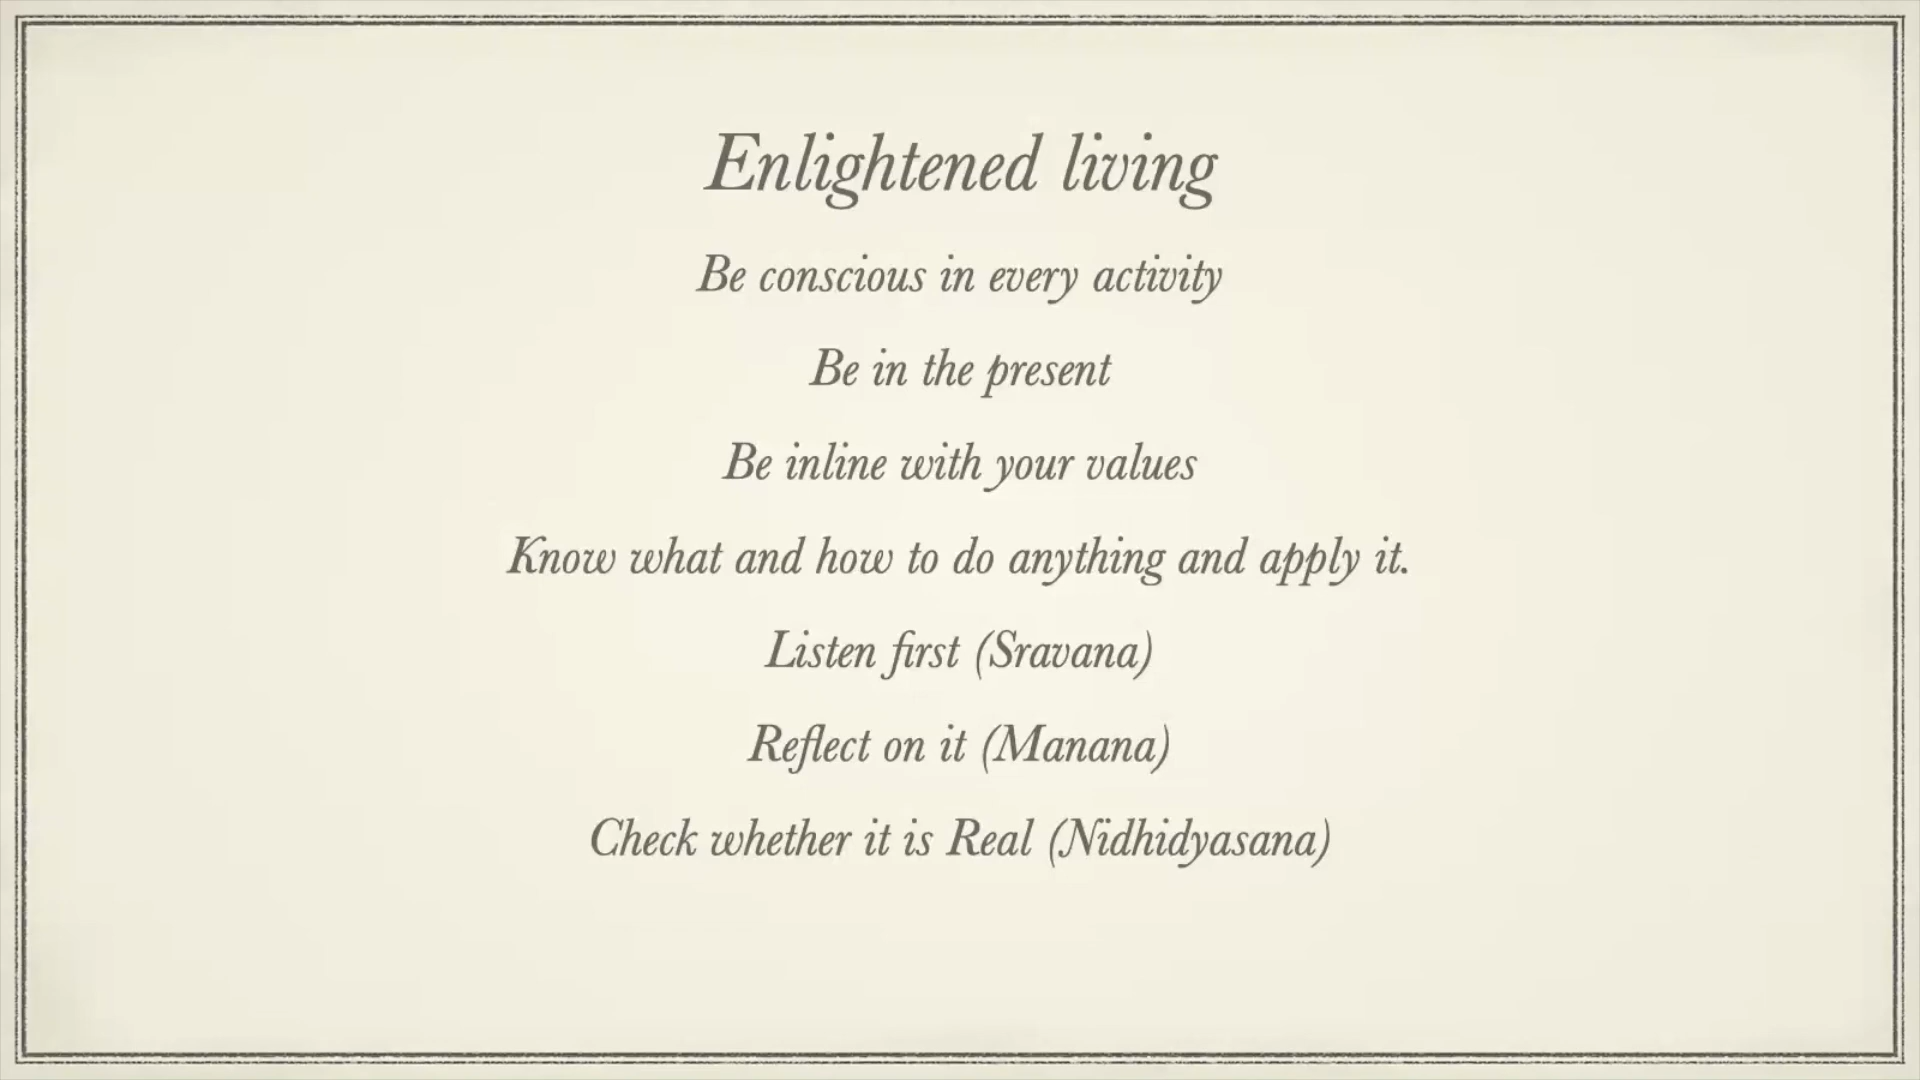 Enlightened living
Be conscious in every activity
Be in the present
Be inline with your values
Know what and how to do anything and apply it.
Listen first (Sravana)
Reflect on it (Manana)
Check whether it is Real (Nidhidyasana)